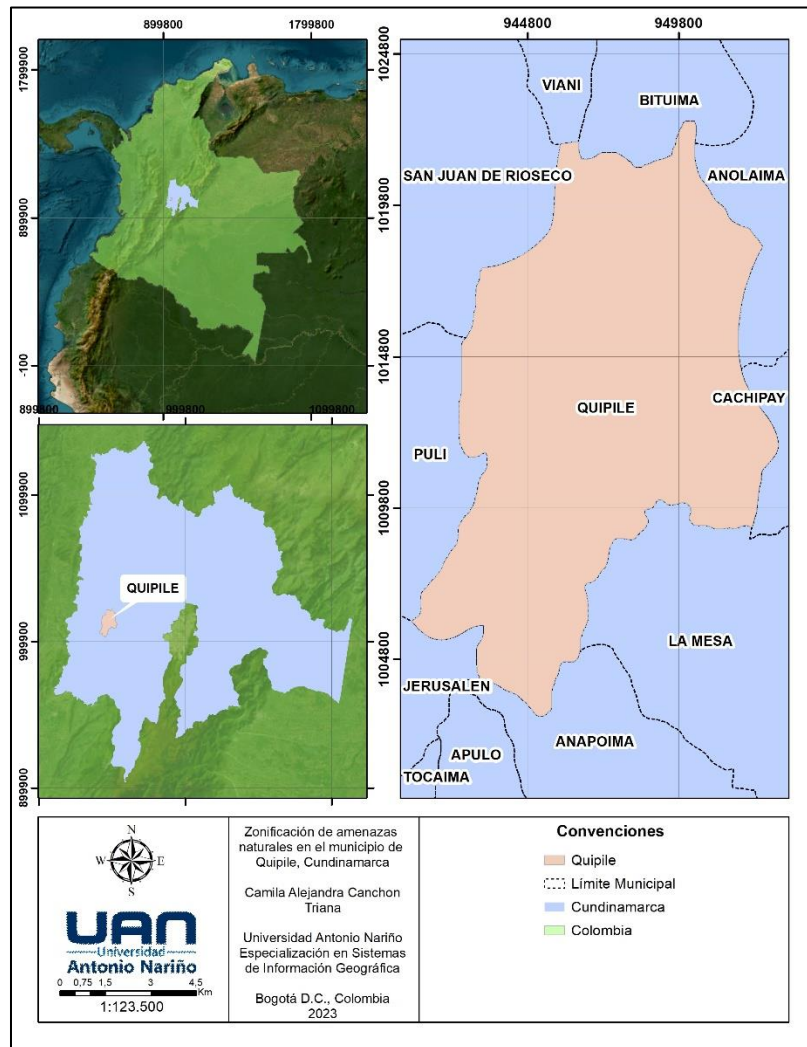 899800 1799800
1799900
899900
-100
899800 999800 1099800
1099900
999900
899900
QUIPILE
944800 949800
1024800
1019800
1014800
1009800
1004800
VIANI
BITUIMA
SAN JUAN DE RIOSECO
ANOLAIMA
CACHIPAY
QUIPILE
PULI
LA MESA
JERUSALEN
ANAPOIMA
APULO
TOCAIMA
N
W E
S
UAN
Universidad
Antonio Nariño
0 0,75 1,5 3 4,5
Km
1:123.500
Zonificación de amenazas
naturales en el municipio de
Quipile, Cundinamarca
Camila Alejandra Canchon
Triana
Universidad Antonio Nariño
Especialización en Sistemas
de Información Geográfica
Bogotá D.C., Colombia
2023
Convenciones
Quipile
Límite Municipal
Cundinamarca
Colombia